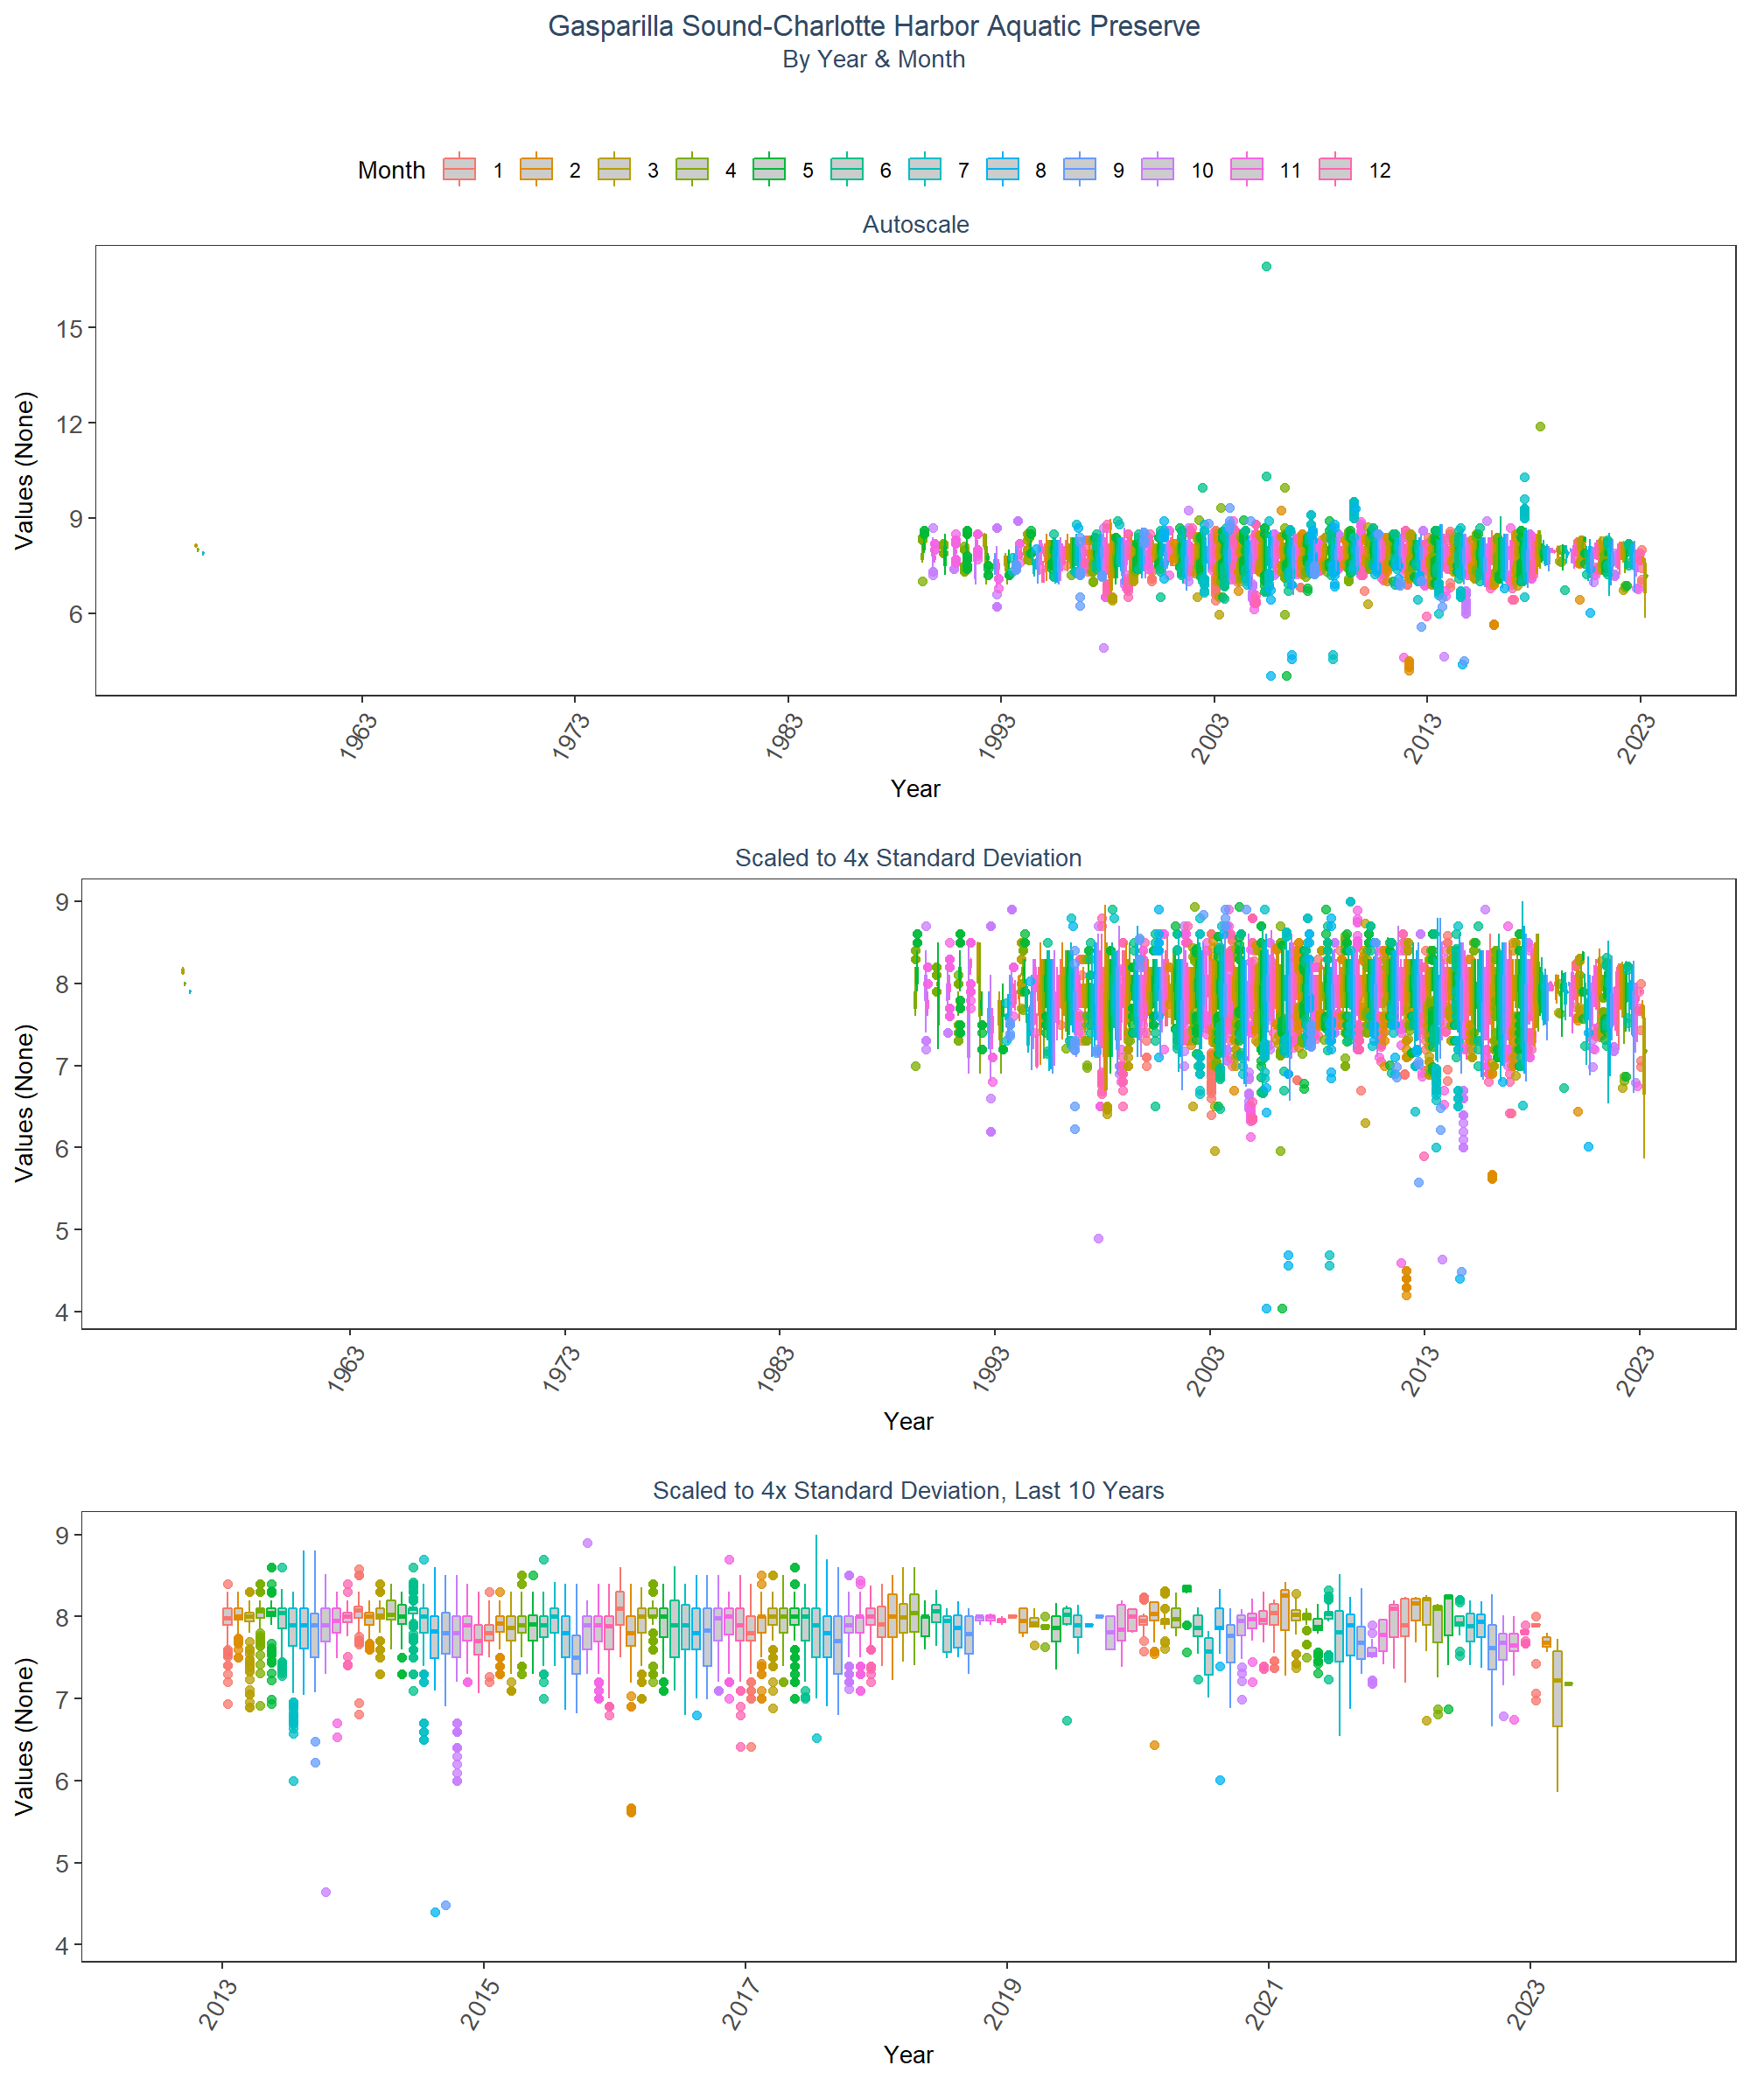 Gasparilla Sound-Charlotte Harbor Aquatic Preserve
By Year & Month
Month 1 2 3 4 5 6 7 8 9 10 11 12
Autoscale
Values (None)
15
12
9
6
1963 1973 1983 1993 2003 2013 2023
Year
Scaled to 4x Standard Deviation
Values (None)
9
8
7
6
5
4
1963 1973 1983 1993 2003 2013 2023
Year
Scaled to 4x Standard Deviation, Last 10 Years
Values (None)
9
8
7
6
5
4
2013 2015 2017 2019 2021 2023
Year